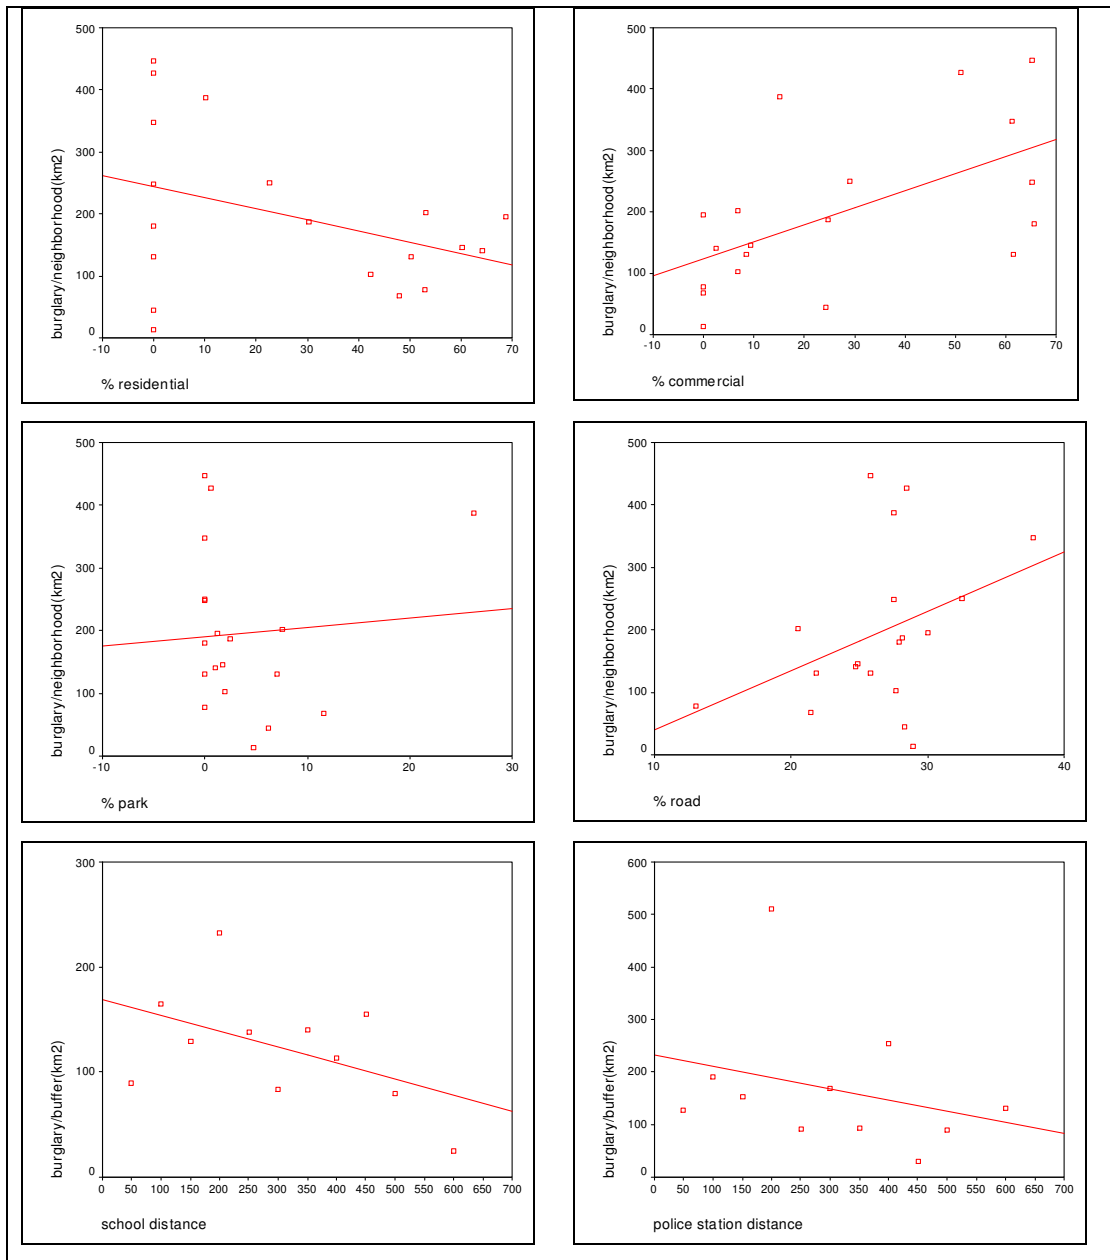 500
400
300
200
100
0
burglary/neighborhood(km2)
-10 0 10 20 30 40 50 60 70
% residential
500
400
300
200
100
0
burglary/neighborhood(km2)
-10 0 10 20 30 40 50 60 70
% commercial
500
400
300
200
100
0
burglary/neighborhood(km2)
-10 0 10 20 30
% park
500
400
300
200
100
0
burglary/neighborhood(km2)
10 20 30 40
% road
300
200
100
0
burglary/buffer(km2)
0 50 100 150 200 250 300 350 400 450 500 550 600 650 700
school distance
600
500
400
300
200
100
0
burglary/buffer(km2)
0 50 100 150 200 250 300 350 400 450 500 550 600 650 700
police station distance